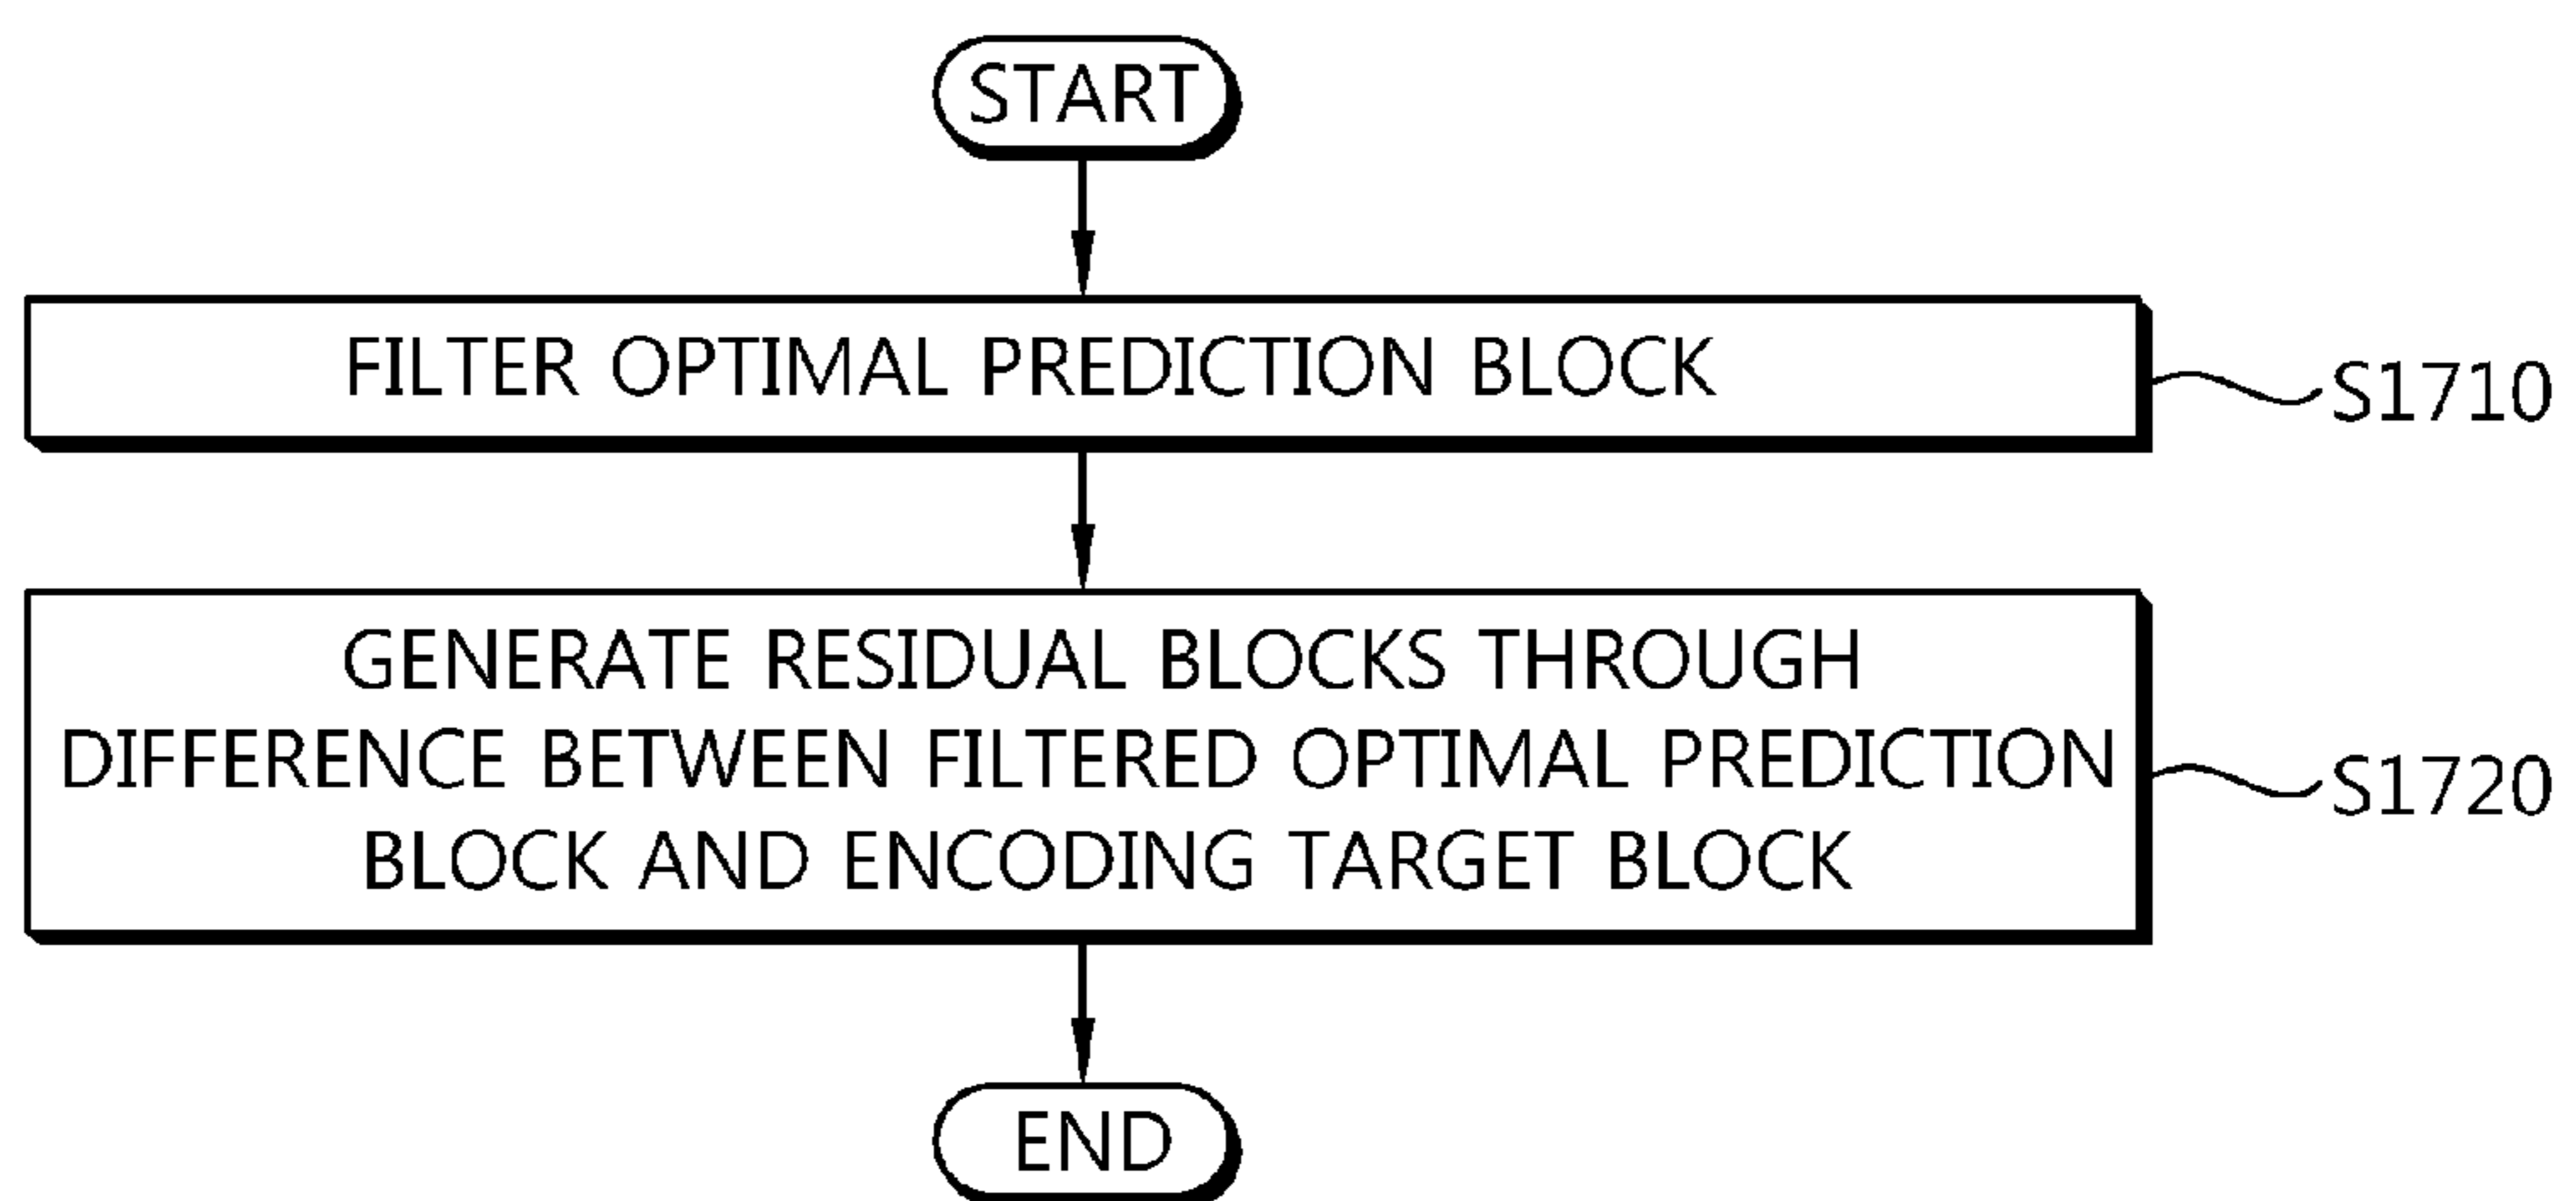 START
FILTER OPTIMAL PREDICTION BLOCK
S1710
GENERATE RESIDUAL BLOCKS THROUGH
DIFFERENCE BETWEEN FILTERED OPTIMAL PREDICTION
BLOCK AND ENCODING TARGET BLOCK
S1720
END